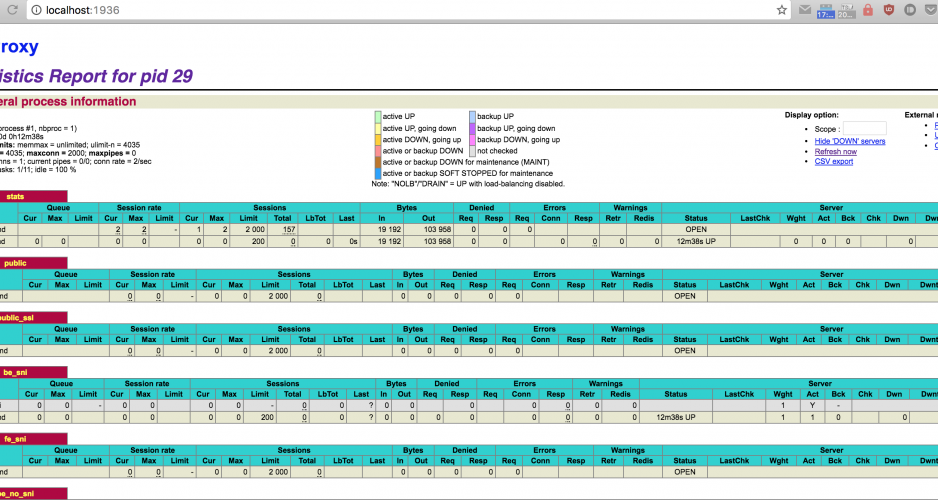 localhost:1936
17:... 20...
roxy
istics Report for pid 29
eral process information
process #1, nbproc = 1)
0d 0h12m38s
mits: memmax = unlimited; ulimit-n = 4035
= 4035; maxconn = 2000; maxpipes = 0
nns = 1; current pipes = 0/0; conn rate = 2/sec
asks: 1/11; idle = 100 %
active UP backup UP
active UP, going down backup UP, going down
active DOWN, going up backup DOWN, going up
active or backup DOWN not checked
active or backup DOWN for maintenance (MAINT)
active or backup SOFT STOPPED for maintenance
Note: "NOLB"/"DRAIN" = UP with load-balancing disabled.
Display option: External r
Scope :
Hide 'DOWN' servers
Refresh now
CSV export
stats
Queue Session rate Sessions Bytes Denied Errors Warnings Server
Cur Max Limit Cur Max Limit Cur Max Limit Total LbTot Last In Out Req Resp Req Conn Resp Retr Redis Status LastChk Wght Act Bck Chk Dwn Dwnt
nd 2 2 - 1 2 2 000 157 19 192 103 958 0 0 0 OPEN
nd 0 0 0 0 0 0 200 0 0 0s 19 192 103 958 0 0 0 0 0 0 12m38s UP 0 0 0 0
public
Queue Session rate Sessions Bytes Denied Errors Warnings Server
Cur Max Limit Cur Max Limit Cur Max Limit Total LbTot Last In Out Req Resp Req Conn Resp Retr Redis Status LastChk Wght Act Bck Chk Dwn Dwnt
nd 0 0 - 0 0 2 000 0 0 0 0 0 0 OPEN
public_ssl
Queue Session rate Sessions Bytes Denied Errors Warnings Server
Cur Max Limit Cur Max Limit Cur Max Limit Total LbTot Last In Out Req Resp Req Conn Resp Retr Redis Status LastChk Wght Act Bck Chk Dwn Dwnt
nd 0 0 - 0 0 2 000 0 0 0 0 0 0 OPEN
be_sni
Queue Session rate Sessions Bytes Denied Errors Warnings Server
Cur Max Limit Cur Max Limit Cur Max Limit Total LbTot Last In Out Req Resp Req Conn Resp Retr Redis Status LastChk Wght Act Bck Chk Dwn Dw
0 0 - 0 0 0 0 - 0 0 ? 0 0 0 0 0 0 0 1 Y -
nd 0 0 0 0 0 0 200 0 0 ? 0 0 0 0 0 0 0 0 12m38s UP 1 1 0 0
fe_sni
Queue Session rate Sessions Bytes Denied Errors Warnings Server
Cur Max Limit Cur Max Limit Cur Max Limit Total LbTot Last In Out Req Resp Req Conn Resp Retr Redis Status LastChk Wght Act Bck Chk Dwn Dwnt
nd 0 0 - 0 0 2 000 0 0 0 0 0 0 OPEN
be_no_sni